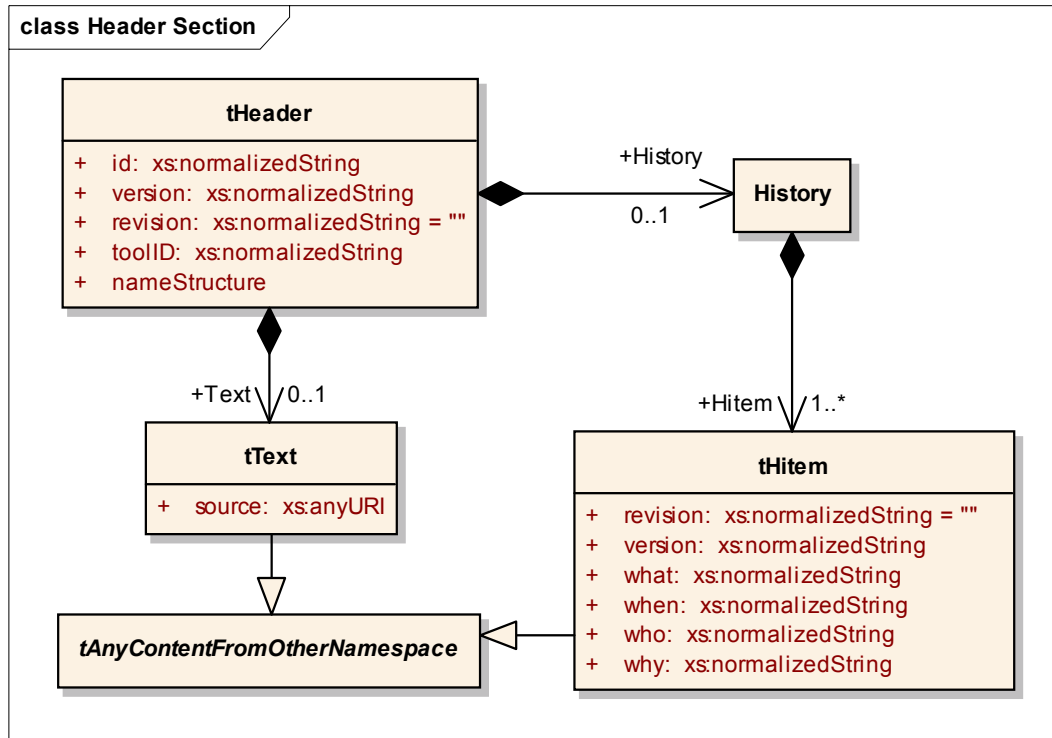 class Header Section
tHeader
+ id: xs:normalizedString
+ version: xs:normalizedString
+ revision: xs:normalizedString = ""
+ toolID: xs:normalizedString
+ nameStructure
+History
0..1
History
+Text 0..1
+Hitem 1..*
tText
+ source: xs:anyURI
tHitem
+ revision: xs:normalizedString = ""
+ version: xs:normalizedString
+ what: xs:normalizedString
+ when: xs:normalizedString
+ who: xs:normalizedString
+ why: xs:normalizedString
tAnyContentFromOtherNamespace